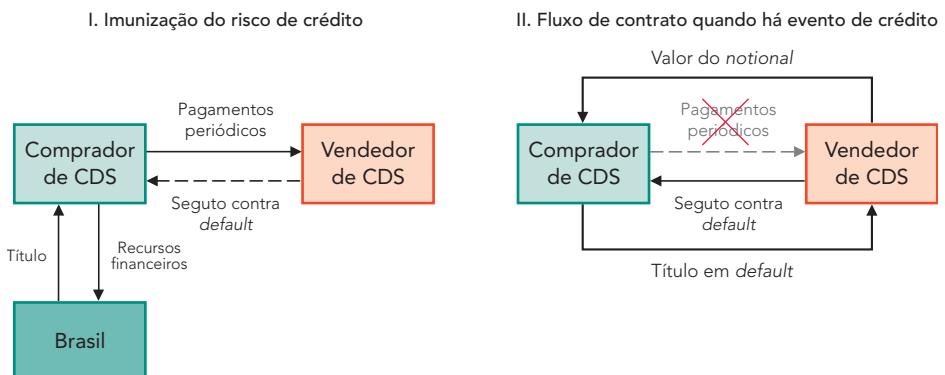 I. Imunização do risco de crédito
Pagamentos
periódicos
Comprador
de CDS
Vendedor
de CDS
Seguto contra
default
Título
Recursos
financeiros
Brasil
II. Fluxo de contrato quando há evento de crédito
Valor do notional
Pagamentos
periódicos
Comprador
de CDS
Vendedor
de CDS
Seguto contra
default
Título em default